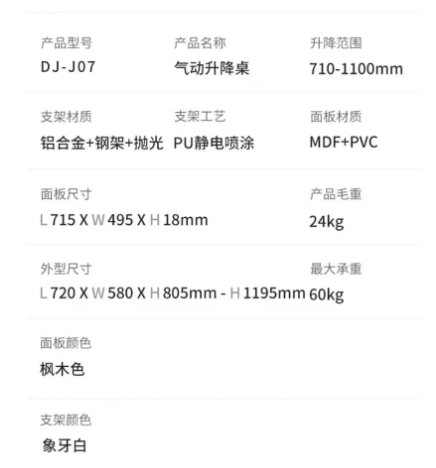 产品型号 产品名称 升降范围
DJ-J07 气动升降桌 710-1100mm
支架材质 支架工艺 面板材质
铝合金+钢架+抛光 PU静电喷涂 MDF+PVC
面板尺寸 产品毛重
L 715 X W 495 X H 18mm 24kg
外型尺寸 最大承重
L 720 X W 580 X H 805mm - H 1195mm 60kg
面板颜色
枫木色
支架颜色
象牙白